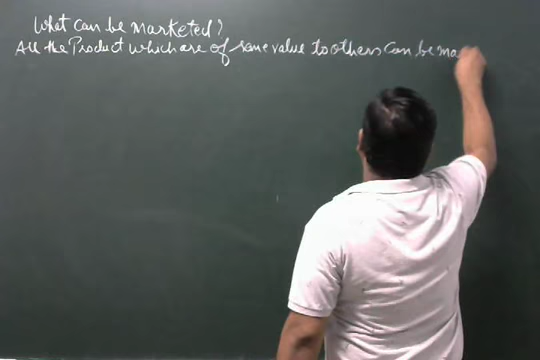 What can be marketed?
All the Product which are of some value to others can be ma